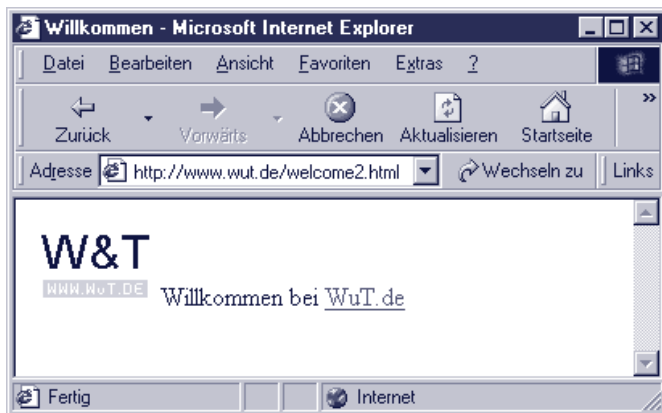 Willkommen - Microsoft Internet Explorer
Datei Bearbeiten Ansicht Favoriten Extras ?
Zurück Vorwärts Abbrechen Aktualisieren Startseite »
Adresse http://www.wut.de/welcome2.html Wechseln zu Links
W&T
WWW.WuT.DE Willkommen bei WuT.de
Fertig Internet